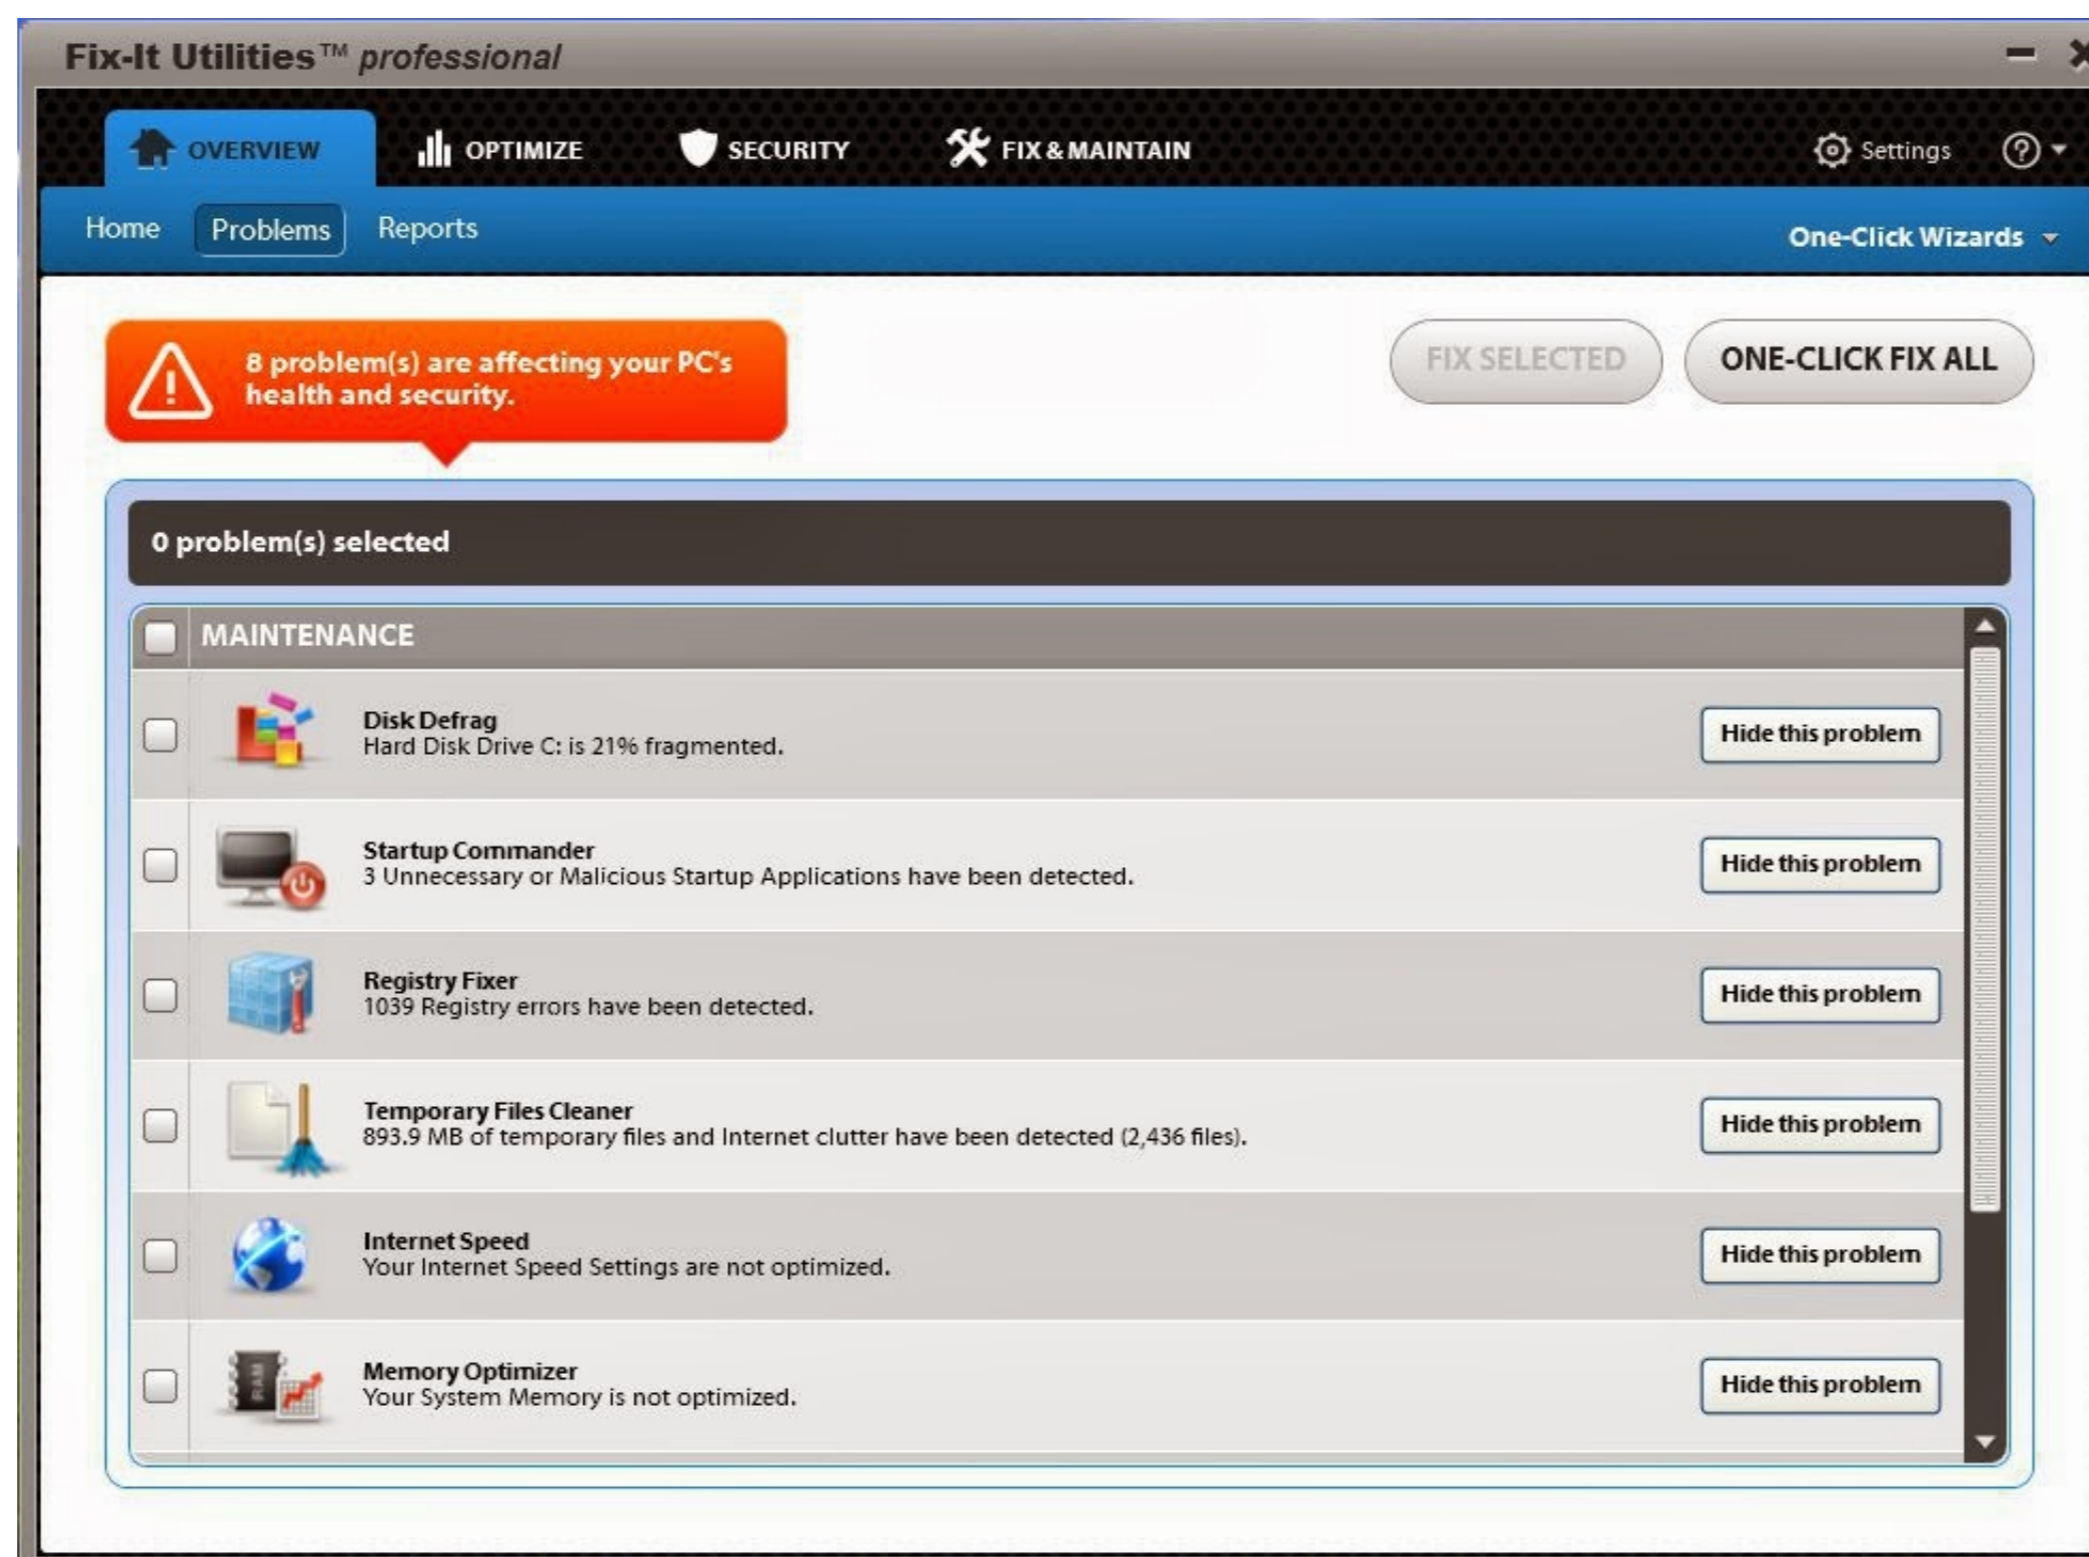 Fix-It Utilities™ professional
OVERVIEW
OPTIMIZE
SECURITY
FIX & MAINTAIN
Settings
?
Home
Problems
Reports
One-Click Wizards
8 problem(s) are affecting your PC's
health and security.
FIX SELECTED
ONE-CLICK FIX ALL
0 problem(s) selected
MAINTENANCE
Disk Defrag
Hard Disk Drive C: is 21% fragmented.
Hide this problem
Startup Commander
3 Unnecessary or Malicious Startup Applications have been detected.
Hide this problem
Registry Fixer
1039 Registry errors have been detected.
Hide this problem
Temporary Files Cleaner
893.9 MB of temporary files and Internet clutter have been detected (2,436 files).
Hide this problem
Internet Speed
Your Internet Speed Settings are not optimized.
Hide this problem
RAM
Memory Optimizer
Your System Memory is not optimized.
Hide this problem